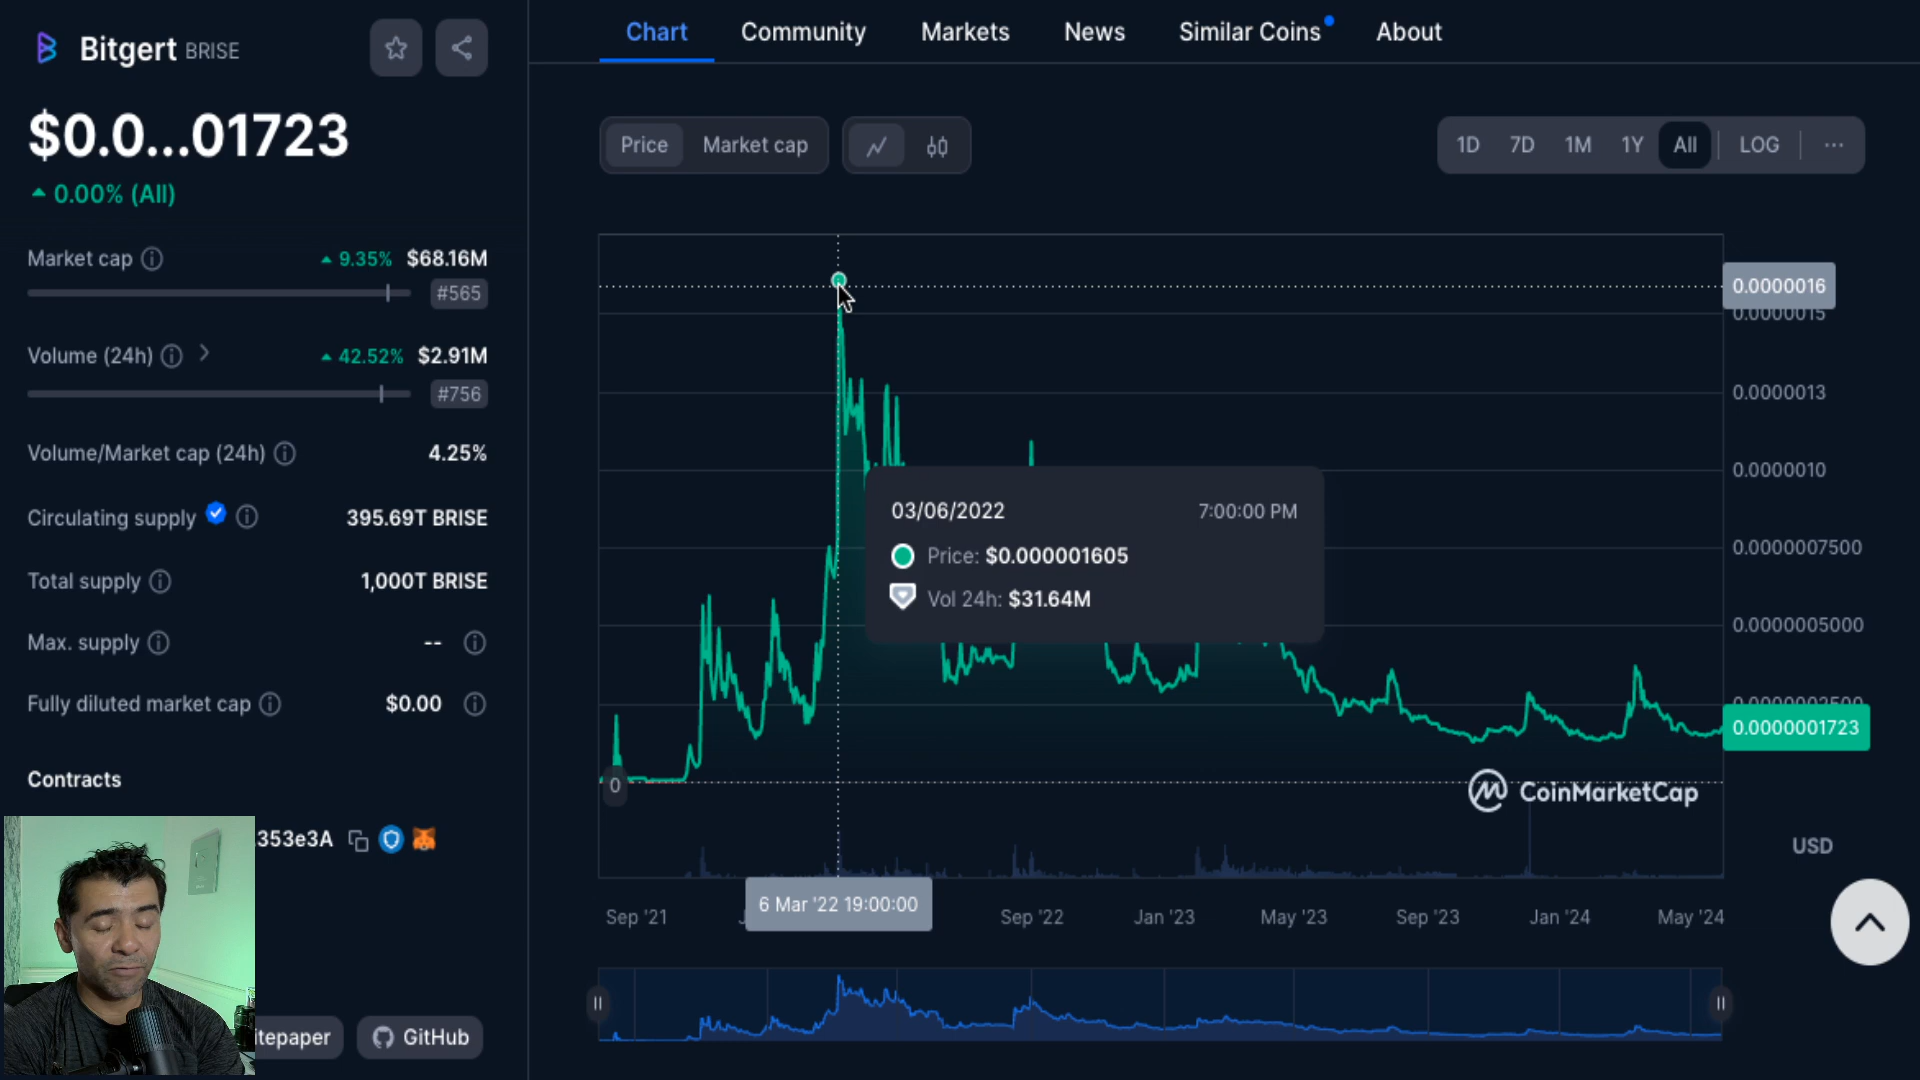 Bitgert BRISE
$0.0...01723
0.00% (All)
Market cap
9.35% $68.16M
#565
Volume (24h)
42.52% $2.91M
#756
Volume/Market cap (24h)
4.25%
Circulating supply
395.69T BRISE
Total supply
1,000T BRISE
Max. supply
--
Fully diluted market cap
$0.00
Contracts
.353e3A
itepaper
GitHub
Chart
Community
Markets
News
Similar Coins
About
Price
Market cap
1D
7D
1M
1Y
All
LOG
...
0.0000016
0.0000015
0.0000013
0.0000010
0.0000007500
0.0000005000
0.0000002500
0.0000001723
03/06/2022
7:00:00 PM
Price: $0.000001605
Vol 24h: $31.64M
0
CoinMarketCap
USD
6 Mar '22 19:00:00
Sep '21
Sep '22
Jan '23
May '23
Sep '23
Jan '24
May '24